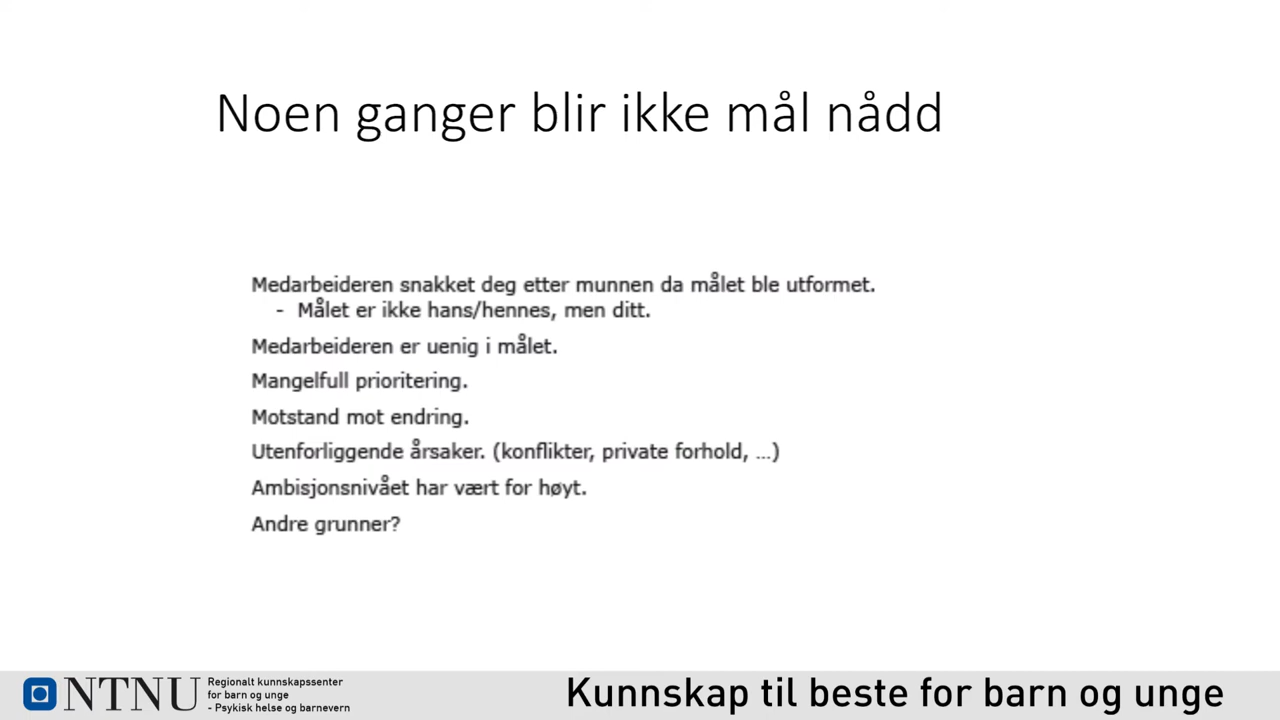 Noen ganger blir ikke mål nådd
Medarbeideren snakket deg etter munnen da målet ble utformet.
- Målet er ikke hans/hennes, men ditt.
Medarbeideren er uenig i målet.
Mangelfull prioritering.
Motstand mot endring.
Utenforliggende årsaker. (konflikter, private forhold, ...)
Ambisjonsnivået har vært for høyt.
Andre grunner?
NTNU
Regionalt kunnskapssenter
for barn og unge
- Psykisk helse og barnevern
Kunnskap til beste for barn og unge